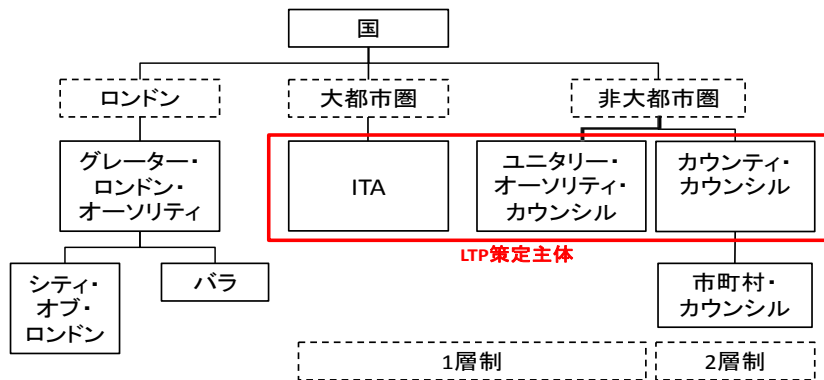 国
ロンドン
大都市圏
非大都市圏
グレーター・
ロンドン・
オーソリティ
ITA
ユニタリー・
オーソリティ・
カウンシル
カウンティ・
カウンシル
LTP策定主体
シティ・
オブ・
ロンドン
バラ
市町村・
カウンシル
1層制
2層制